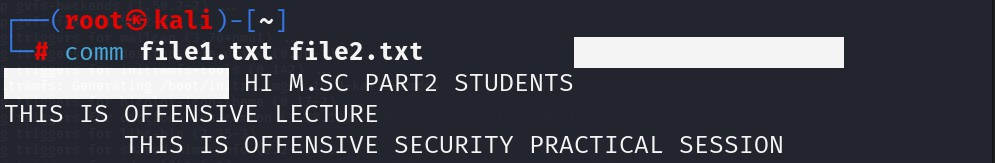 ┌──(root㉿kali)-[~]
└─# comm file1.txt file2.txt
HI M.SC PART2 STUDENTS
THIS IS OFFENSIVE LECTURE
THIS IS OFFENSIVE SECURITY PRACTICAL SESSION